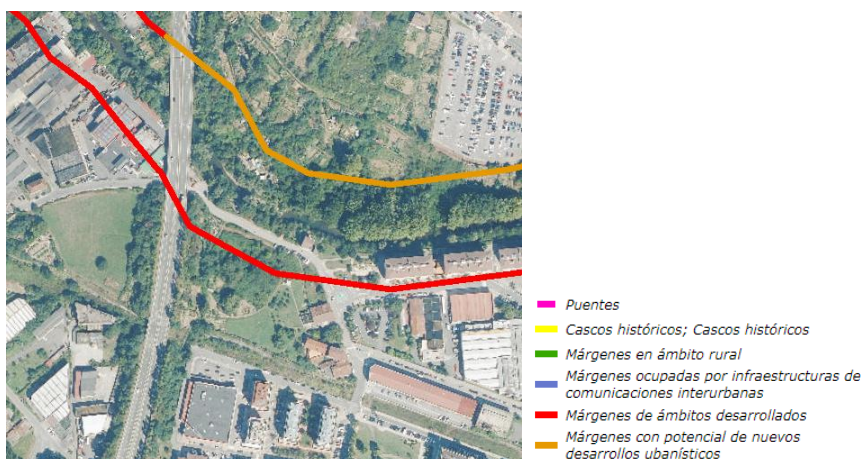 Puentes
Cascos históricos; Cascos históricos
Márgenes en ámbito rural
Márgenes ocupadas por infraestructuras de
comunicaciones interurbanas
Márgenes de ámbitos desarrollados
Márgenes con potencial de nuevos
desarrollos ubanísticos